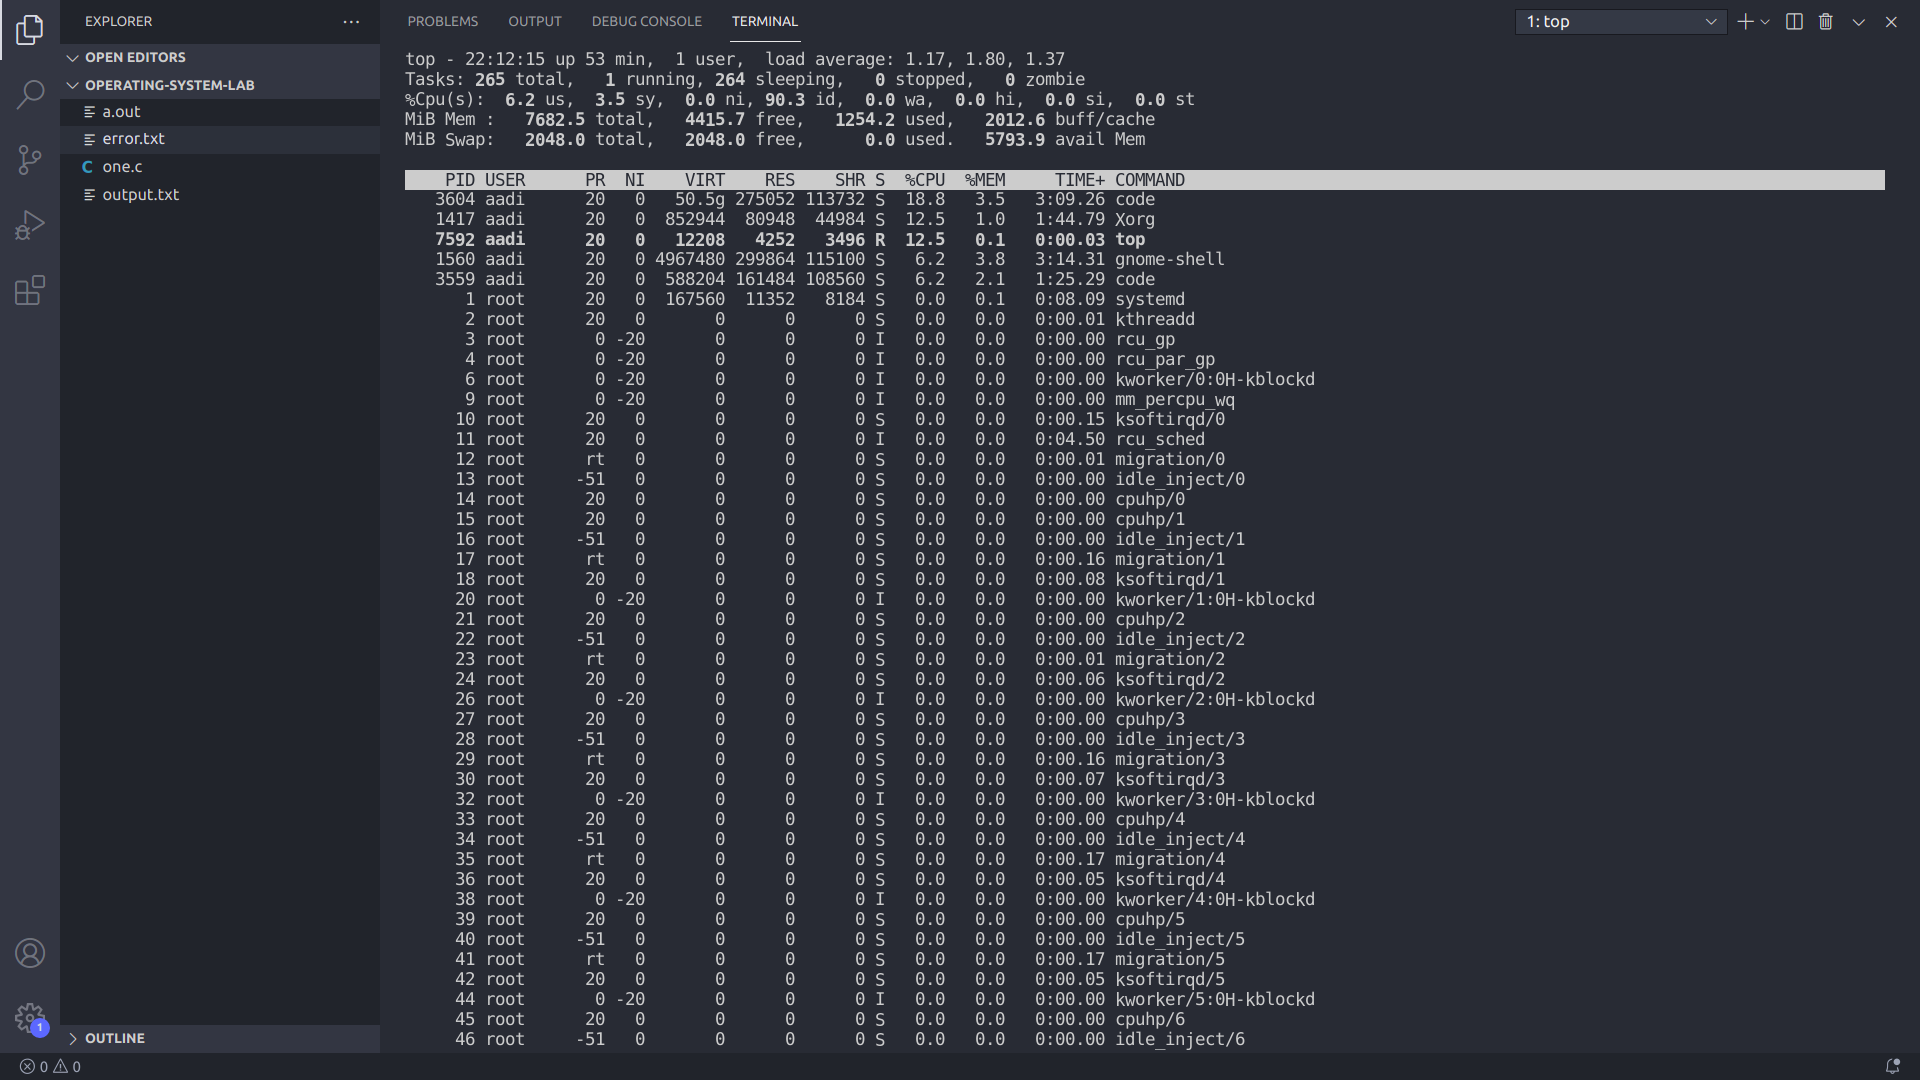 EXPLORER
OPEN EDITORS
OPERATING-SYSTEM-LAB
a.out
error.txt
C one.c
output.txt
OUTLINE
1
0 0
PROBLEMS OUTPUT DEBUG CONSOLE TERMINAL 1: top
top - 22:12:15 up 53 min,  1 user,  load average: 1.17, 1.80, 1.37
Tasks: 265 total,   1 running, 264 sleeping,   0 stopped,   0 zombie
%Cpu(s):  6.2 us,  3.5 sy,  0.0 ni, 90.3 id,  0.0 wa,  0.0 hi,  0.0 si,  0.0 st
MiB Mem :   7682.5 total,   4415.7 free,   1254.2 used,   2012.6 buff/cache
MiB Swap:   2048.0 total,   2048.0 free,      0.0 used.   5793.9 avail Mem
PID USER      PR  NI    VIRT    RES    SHR S  %CPU  %MEM     TIME+ COMMAND
3604 aadi      20   0   50.5g 275052 113732 S  18.8   3.5   3:09.26 code
1417 aadi      20   0  852944  80948  44984 S  12.5   1.0   1:44.79 Xorg
7592 aadi      20   0   12208   4252   3496 R  12.5   0.1   0:00.03 top
1560 aadi      20   0 4967480 299864 115100 S   6.2   3.8   3:14.31 gnome-shell
3559 aadi      20   0  588204 161484 108560 S   6.2   2.1   1:25.29 code
1 root      20   0  167560  11352   8184 S   0.0   0.1   0:08.09 systemd
2 root      20   0       0      0      0 S   0.0   0.0   0:00.01 kthreadd
3 root       0 -20       0      0      0 I   0.0   0.0   0:00.00 rcu_gp
4 root       0 -20       0      0      0 I   0.0   0.0   0:00.00 rcu_par_gp
6 root       0 -20       0      0      0 I   0.0   0.0   0:00.00 kworker/0:0H-kblockd
9 root       0 -20       0      0      0 I   0.0   0.0   0:00.00 mm_percpu_wq
10 root      20   0       0      0      0 S   0.0   0.0   0:00.15 ksoftirqd/0
11 root      20   0       0      0      0 I   0.0   0.0   0:04.50 rcu_sched
12 root      rt   0       0      0      0 S   0.0   0.0   0:00.01 migration/0
13 root     -51   0       0      0      0 S   0.0   0.0   0:00.00 idle_inject/0
14 root      20   0       0      0      0 S   0.0   0.0   0:00.00 cpuhp/0
15 root      20   0       0      0      0 S   0.0   0.0   0:00.00 cpuhp/1
16 root     -51   0       0      0      0 S   0.0   0.0   0:00.00 idle_inject/1
17 root      rt   0       0      0      0 S   0.0   0.0   0:00.16 migration/1
18 root      20   0       0      0      0 S   0.0   0.0   0:00.08 ksoftirqd/1
20 root       0 -20       0      0      0 I   0.0   0.0   0:00.00 kworker/1:0H-kblockd
21 root      20   0       0      0      0 S   0.0   0.0   0:00.00 cpuhp/2
22 root     -51   0       0      0      0 S   0.0   0.0   0:00.00 idle_inject/2
23 root      rt   0       0      0      0 S   0.0   0.0   0:00.01 migration/2
24 root      20   0       0      0      0 S   0.0   0.0   0:00.06 ksoftirqd/2
26 root       0 -20       0      0      0 I   0.0   0.0   0:00.00 kworker/2:0H-kblockd
27 root      20   0       0      0      0 S   0.0   0.0   0:00.00 cpuhp/3
28 root     -51   0       0      0      0 S   0.0   0.0   0:00.00 idle_inject/3
29 root      rt   0       0      0      0 S   0.0   0.0   0:00.16 migration/3
30 root      20   0       0      0      0 S   0.0   0.0   0:00.07 ksoftirqd/3
32 root       0 -20       0      0      0 I   0.0   0.0   0:00.00 kworker/3:0H-kblockd
33 root      20   0       0      0      0 S   0.0   0.0   0:00.00 cpuhp/4
34 root     -51   0       0      0      0 S   0.0   0.0   0:00.00 idle_inject/4
35 root      rt   0       0      0      0 S   0.0   0.0   0:00.17 migration/4
36 root      20   0       0      0      0 S   0.0   0.0   0:00.05 ksoftirqd/4
38 root       0 -20       0      0      0 I   0.0   0.0   0:00.00 kworker/4:0H-kblockd
39 root      20   0       0      0      0 S   0.0   0.0   0:00.00 cpuhp/5
40 root     -51   0       0      0      0 S   0.0   0.0   0:00.00 idle_inject/5
41 root      rt   0       0      0      0 S   0.0   0.0   0:00.17 migration/5
42 root      20   0       0      0      0 S   0.0   0.0   0:00.05 ksoftirqd/5
44 root       0 -20       0      0      0 I   0.0   0.0   0:00.00 kworker/5:0H-kblockd
45 root      20   0       0      0      0 S   0.0   0.0   0:00.00 cpuhp/6
46 root     -51   0       0      0      0 S   0.0   0.0   0:00.00 idle_inject/6